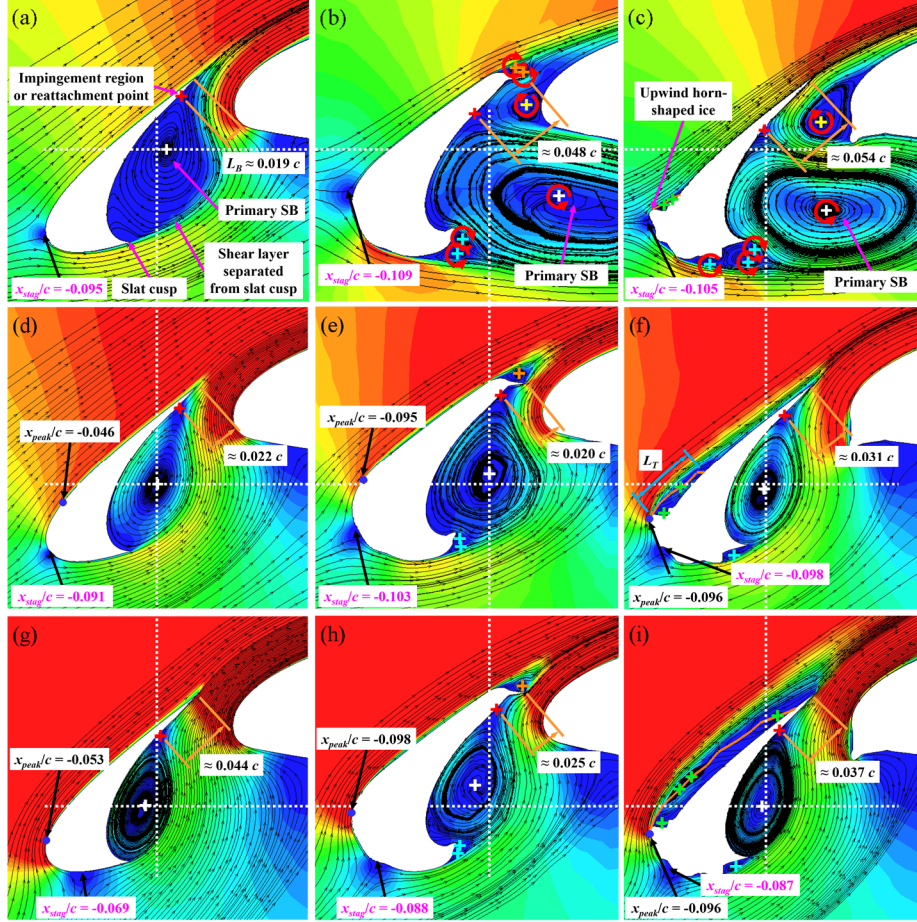 (a)
Impingement region
or reattachment point
L_B ≈ 0.019 c
Primary SB
Shear layer
separated
from slat cusp
Slat cusp
x_stag/c = -0.095
(b)
≈ 0.048 c
Primary SB
x_stag/c = -0.109
(c)
Upwind horn-
shaped ice
≈ 0.054 c
Primary SB
x_stag/c = -0.105
(d)
x_peak/c = -0.046
≈ 0.022 c
x_stag/c = -0.091
(e)
x_peak/c = -0.095
≈ 0.020 c
x_stag/c = -0.103
(f)
L_T
≈ 0.031 c
x_stag/c = -0.098
x_peak/c = -0.096
(g)
x_peak/c = -0.053
≈ 0.044 c
x_stag/c = -0.069
(h)
x_peak/c = -0.098
≈ 0.025 c
x_stag/c = -0.088
(i)
≈ 0.037 c
x_stag/c = -0.087
x_peak/c = -0.096